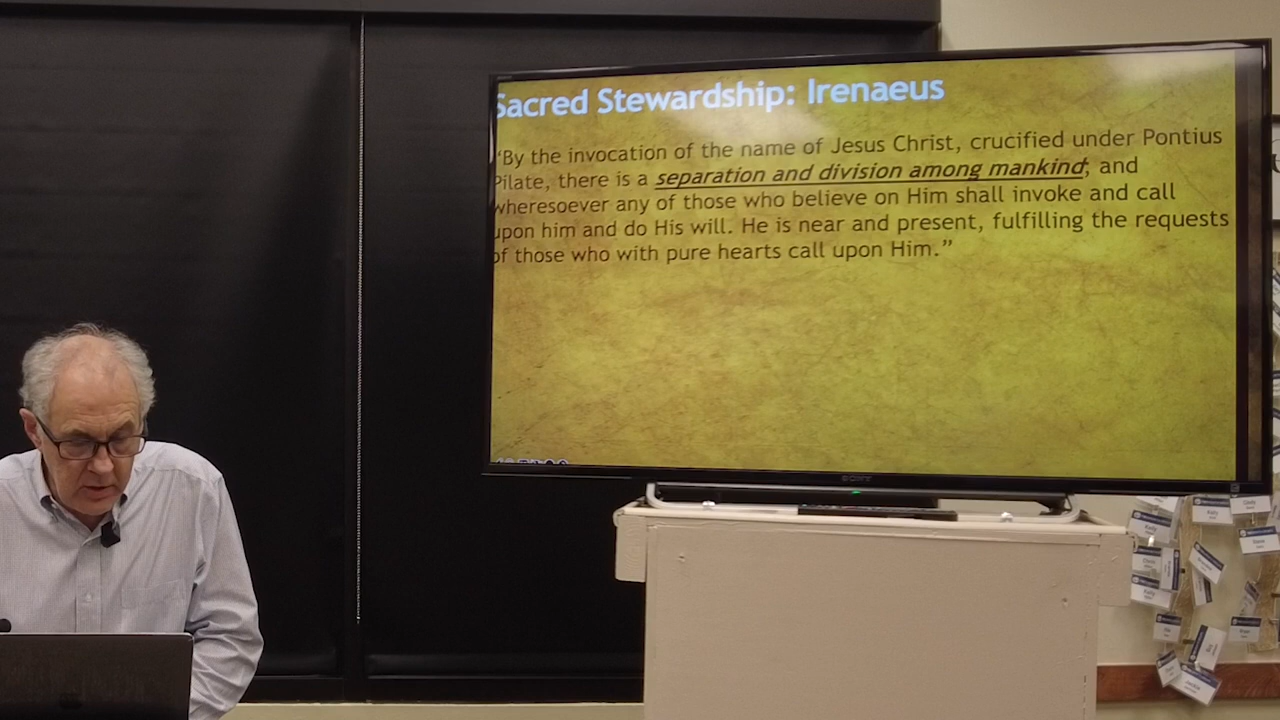 Sacred Stewardship: Irenaeus
"By the invocation of the name of Jesus Christ, crucified under Pontius
Pilate, there is a separation and division among mankind; and
wheresoever any of those who believe on Him shall invoke and call
upon him and do His will. He is near and present, fulfilling the requests
of those who with pure hearts call upon Him."
SONY